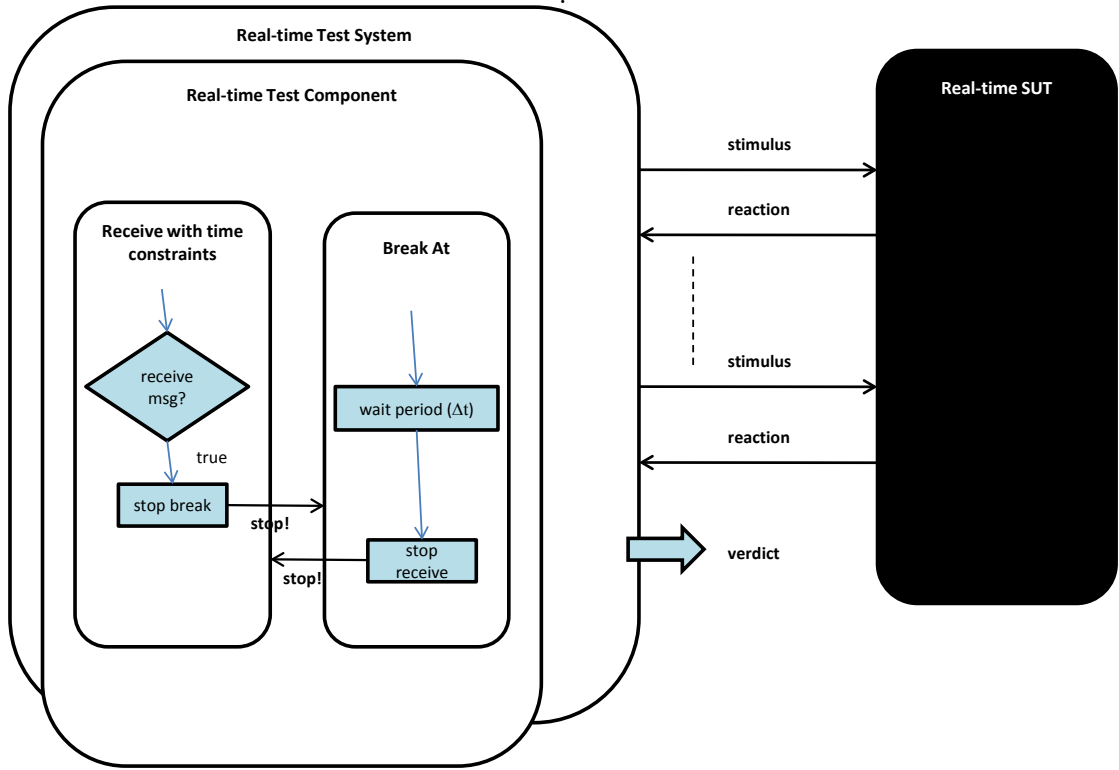 Real-time Test System
Real-time Test Component
Real-time SUT
stimulus
reaction
Receive with time
constraints
Break At
receive
msg?
wait period (Δt)
stimulus
reaction
true
stop break
stop!
stop
receive
stop!
verdict